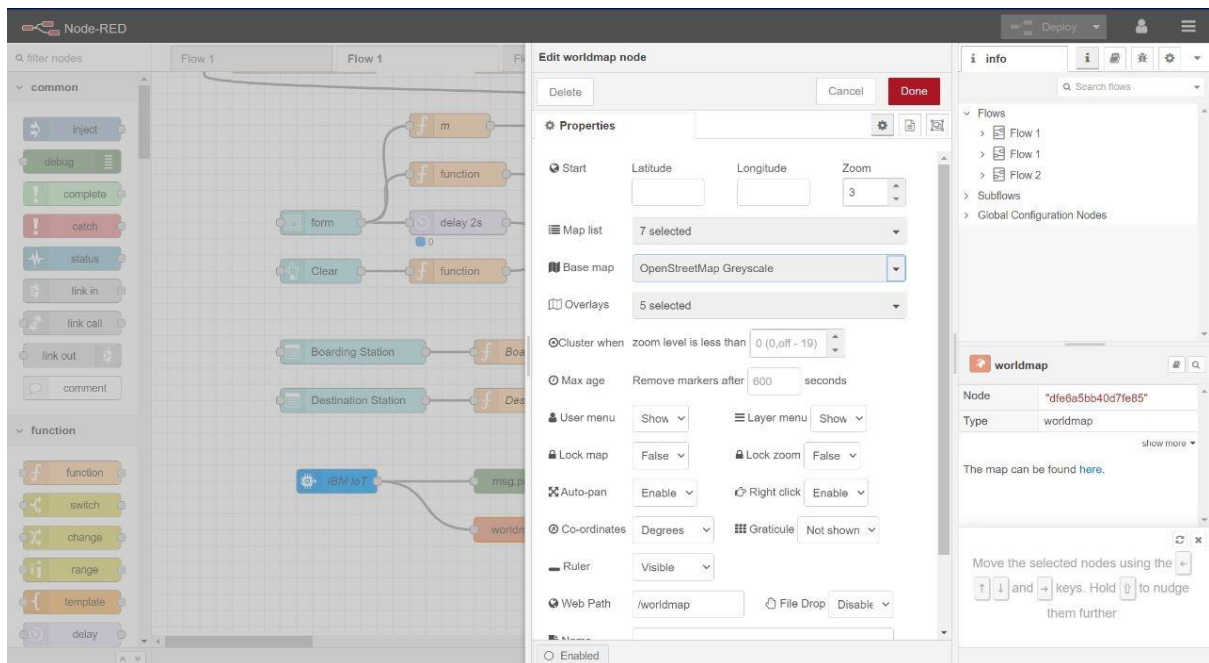 Node-RED
Deploy
filter nodes
Flow 1
Flow 1
common
inject
debug
complete
catch
status
link in
link call
link out
comment
function
function
switch
change
range
template
delay
m
function
form
delay 2s
0
Clear
function
Boarding Station
Boa
Destination Station
Des
IBM IoT
msg.p
Edit worldmap node
Delete
Cancel
Done
Properties
Start
Latitude
Longitude
Zoom
3
Map list
7 selected
Base map
OpenStreetMap Greyscale
Overlays
5 selected
Cluster when zoom level is less than 0 (0,off - 19)
Max age Remove markers after 600 seconds
User menu Show Layer menu Show
Lock map False Lock zoom False
Auto-pan Enable Right click Enable
Co-ordinates Degrees Graticule Not shown
Ruler Visible
Web Path /worldmap File Drop Disable
Name
Enabled
i info
i
Search flows
Flows
Flow 1
Flow 1
Flow 2
Subflows
Global Configuration Nodes
worldmap
Node "dfe6a5bb40d7fe85"
Type worldmap
show more
The map can be found here.
Move the selected nodes using the ←
↑ ↓ and → keys. Hold ⇧ to nudge
them further